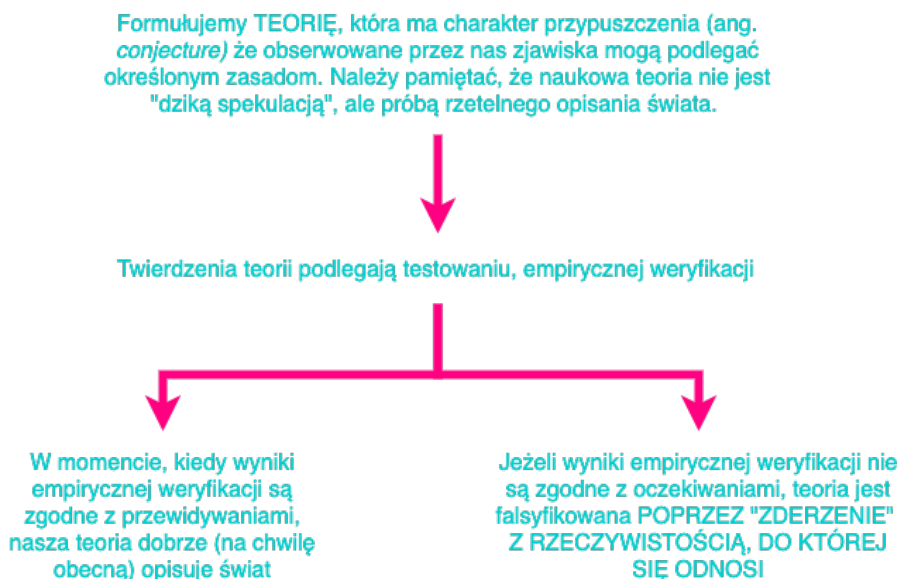 Formułujemy TEORIĘ, która ma charakter przypuszczenia (ang.
conjecture) że obserwowane przez nas zjawiska mogą podlegać
określonym zasadom. Należy pamiętać, że naukowa teoria nie jest
"dziką spekulacją", ale próbą rzetelnego opisania świata.
Twierdzenia teorii podlegają testowaniu, empirycznej weryfikacji
W momencie, kiedy wyniki
empirycznej weryfikacji są
zgodne z przewidywaniami,
nasza teoria dobrze (na chwilę
obecną) opisuje świat
Jeżeli wyniki empirycznej weryfikacji nie
są zgodne z oczekiwaniami, teoria jest
falsyfikowana POPRZEZ "ZDERZENIE"
Z RZECZYWISTOŚCIĄ, DO KTÓREJ
SIĘ ODNOSI